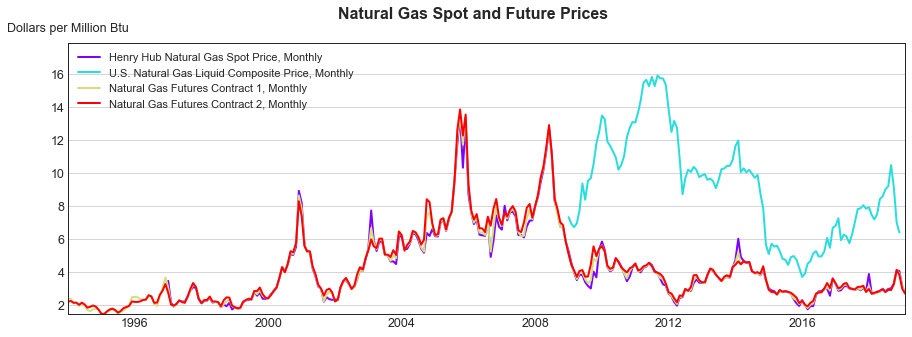 Natural Gas Spot and Future Prices
Dollars per Million Btu
Henry Hub Natural Gas Spot Price, Monthly
U.S. Natural Gas Liquid Composite Price, Monthly
Natural Gas Futures Contract 1, Monthly
Natural Gas Futures Contract 2, Monthly
16
14
12
10
8
6
4
2
1996 2000 2004 2008 2012 2016